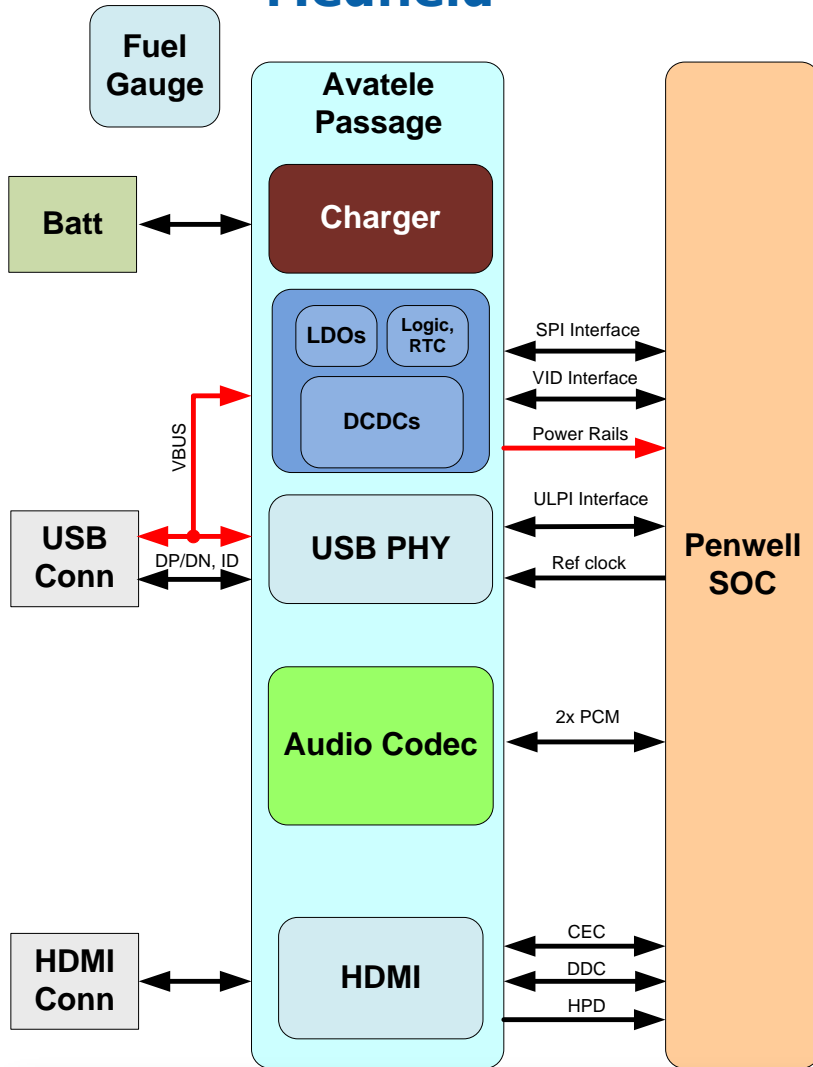 Fuel
Gauge
Avatele
Passage
Batt
Charger
LDOs
Logic,
RTC
DCDCs
SPI Interface
VID Interface
Power Rails
VBUS
USB
Conn
DP/DN, ID
USB PHY
ULPI Interface
Ref clock
Penwell
SOC
Audio Codec
2x PCM
HDMI
Conn
HDMI
CEC
DDC
HPD